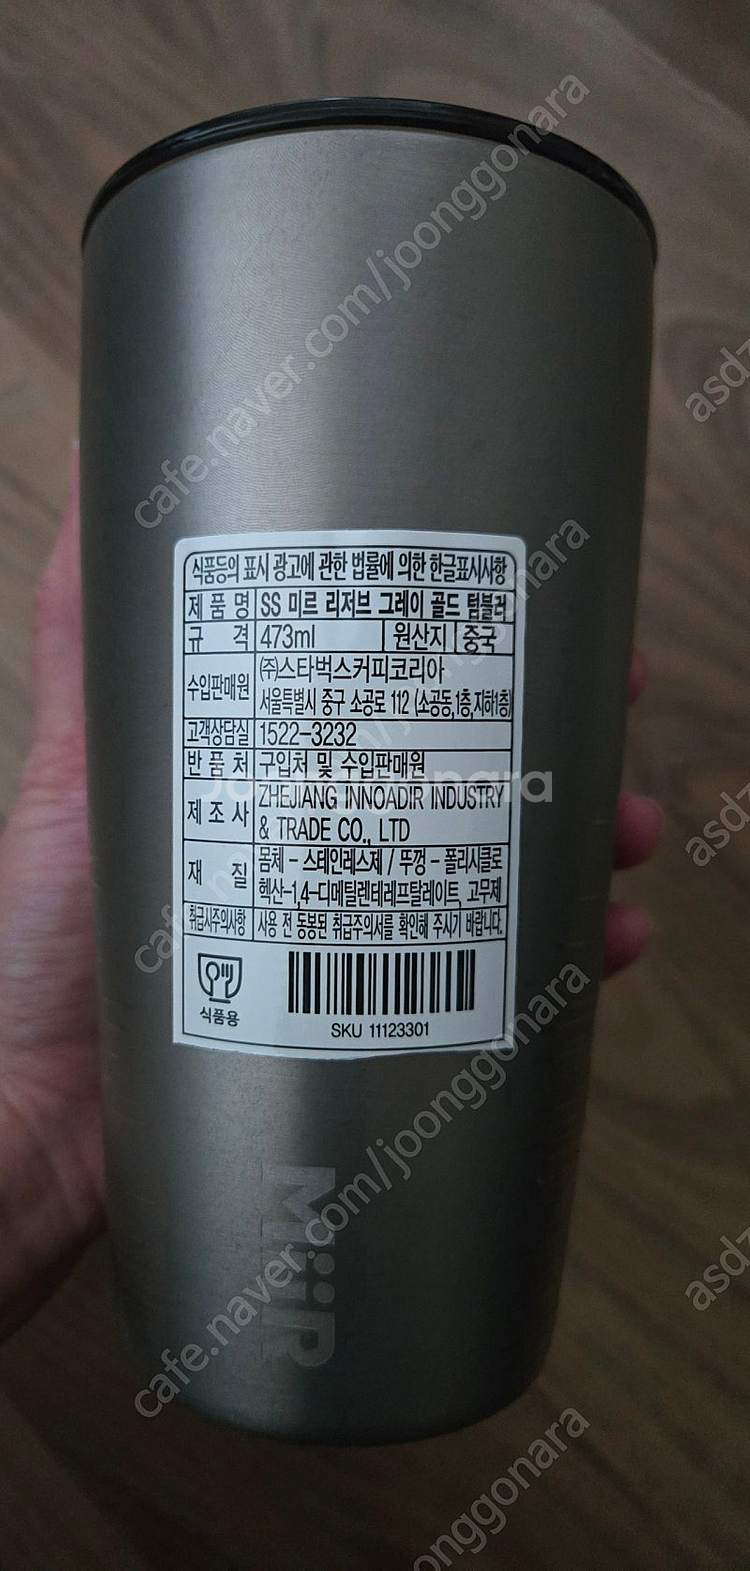 식품등의 표시 광고에 관한 법률에 의한 한글표시사항
제 품 명 SS 미르 리저브 그레이 골드 텀블러
규 격 473ml 원산지 중국
수입판매원 ㈜스타벅스커피코리아
서울특별시 중구 소공로 112 (소공동,1층,지하1층)
고객상담실 1522-3232
반 품 처 구입처 및 수입판매원
제 조 사 ZHEJIANG INNOADIR INDUSTRY
& TRADE CO., LTD
재 질 몸체 - 스테인레스제 / 뚜껑 - 폴리시클로
헥산-1,4-디메틸렌테레프탈레이트, 고무제
취급시주의사항 사용 전 동봉된 취급주의서를 확인해 주시기 바랍니다.
식품용
SKU 11123301
MiiR
cafe.naver.com/joonggonara
cafe.naver.com/joonggonara
cafe.naver.com/joonggonara
joonggonara
joonggonara
asdz
asdz
asdz